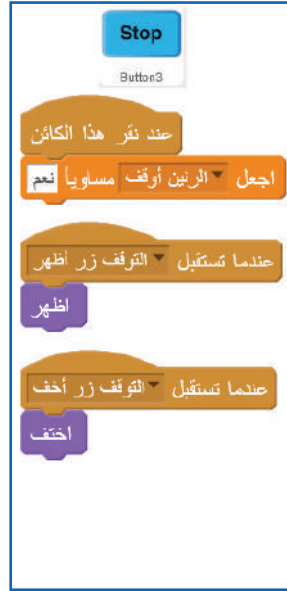 Stop
Button3
عند نقر هذا الكائن
اجعل الرنين أوقف مساوياً نعم
عندما تستقبل التوقف زر أظهر
اظهر
عندما تستقبل التوقف زر أخف
اختف